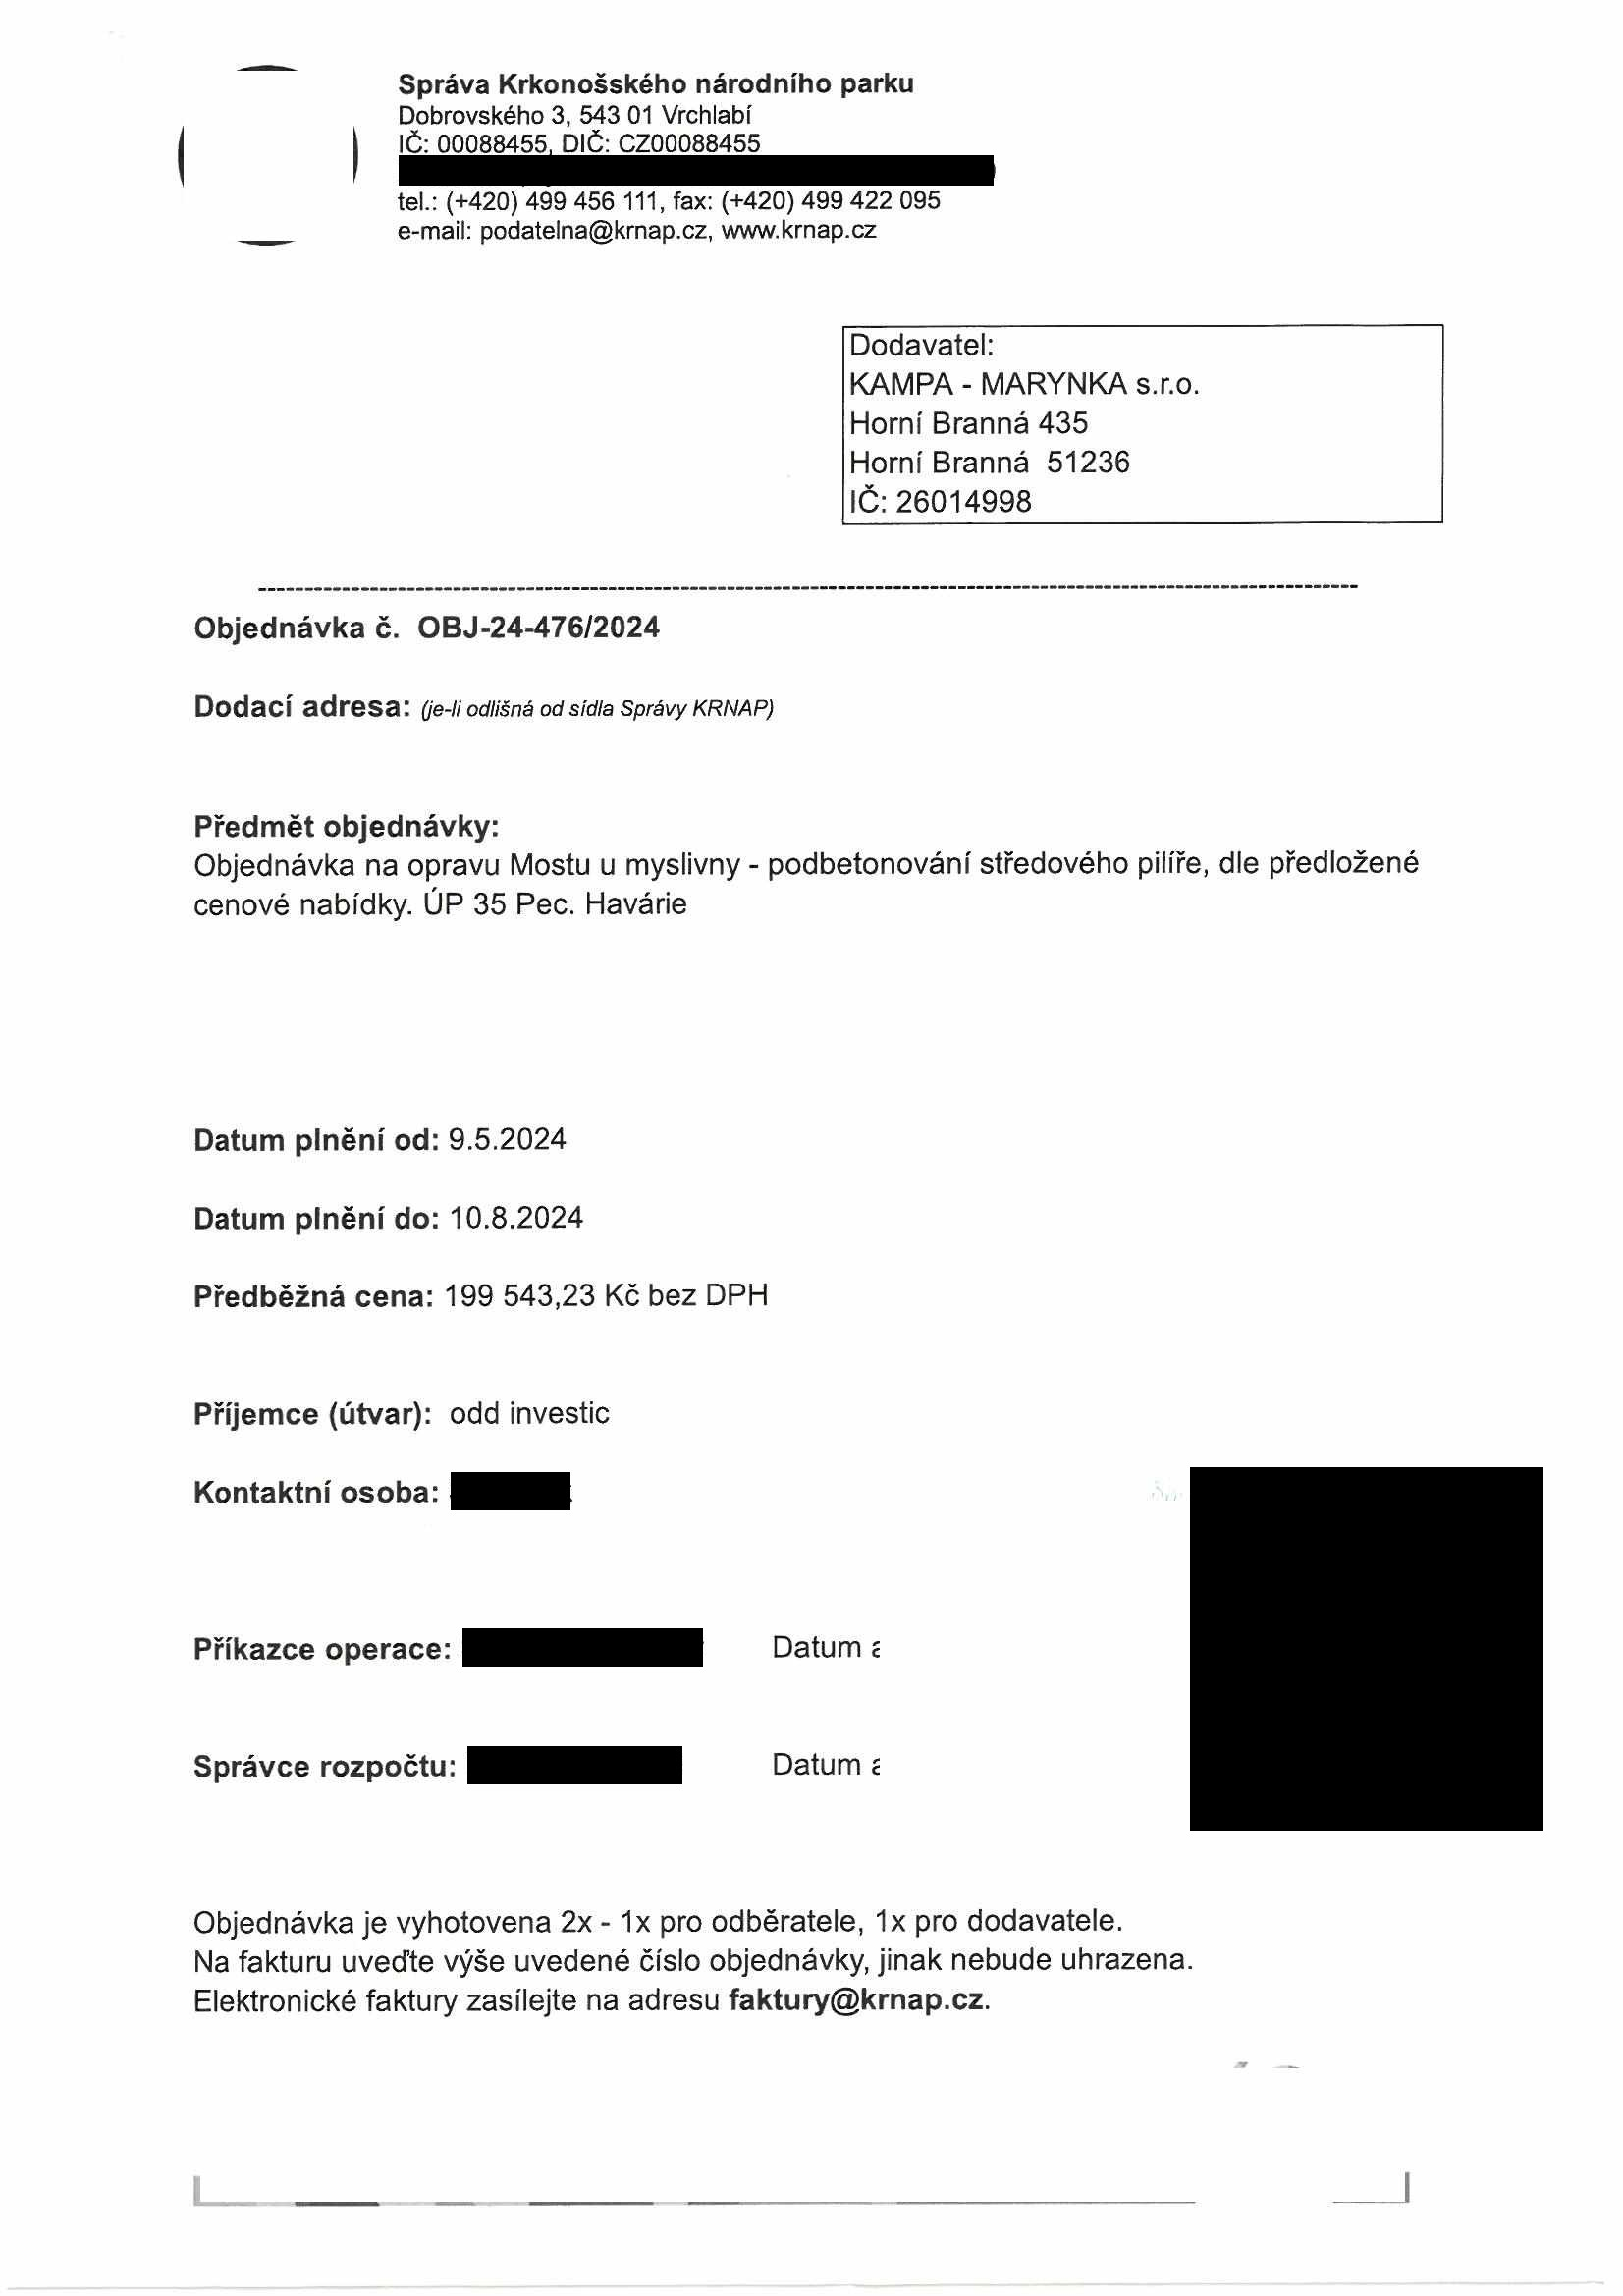 Správa Krkonošského národního parku
Dobrovského 3, 543 01 Vrchlabí
IČ: 00088455, DIČ: CZ00088455
tel.: (+420) 499 456 111, fax: (+420) 499 422 095
e-mail: podatelna@krnap.cz, www.krnap.cz
Dodavatel:
KAMPA - MARYNKA s.r.o.
Horní Branná 435
Horní Branná 51236
IČ: 26014998
Objednávka č. OBJ-24-476/2024
Dodací adresa: (je-li odlišná od sídla Správy KRNAP)
Předmět objednávky:
Objednávka na opravu Mostu u myslivny - podbetonování středového pilíře, dle předložené
cenové nabídky. ÚP 35 Pec. Havárie
Datum plnění od: 9.5.2024
Datum plnění do: 10.8.2024
Předběžná cena: 199 543,23 Kč bez DPH
Příjemce (útvar): odd investic
Kontaktní osoba:
Příkazce operace: Datum
Správce rozpočtu: Datum
Objednávka je vyhotovena 2x - 1x pro odběratele, 1x pro dodavatele.
Na fakturu uveďte výše uvedené číslo objednávky, jinak nebude uhrazena.
Elektronické faktury zasílejte na adresu faktury@krnap.cz.